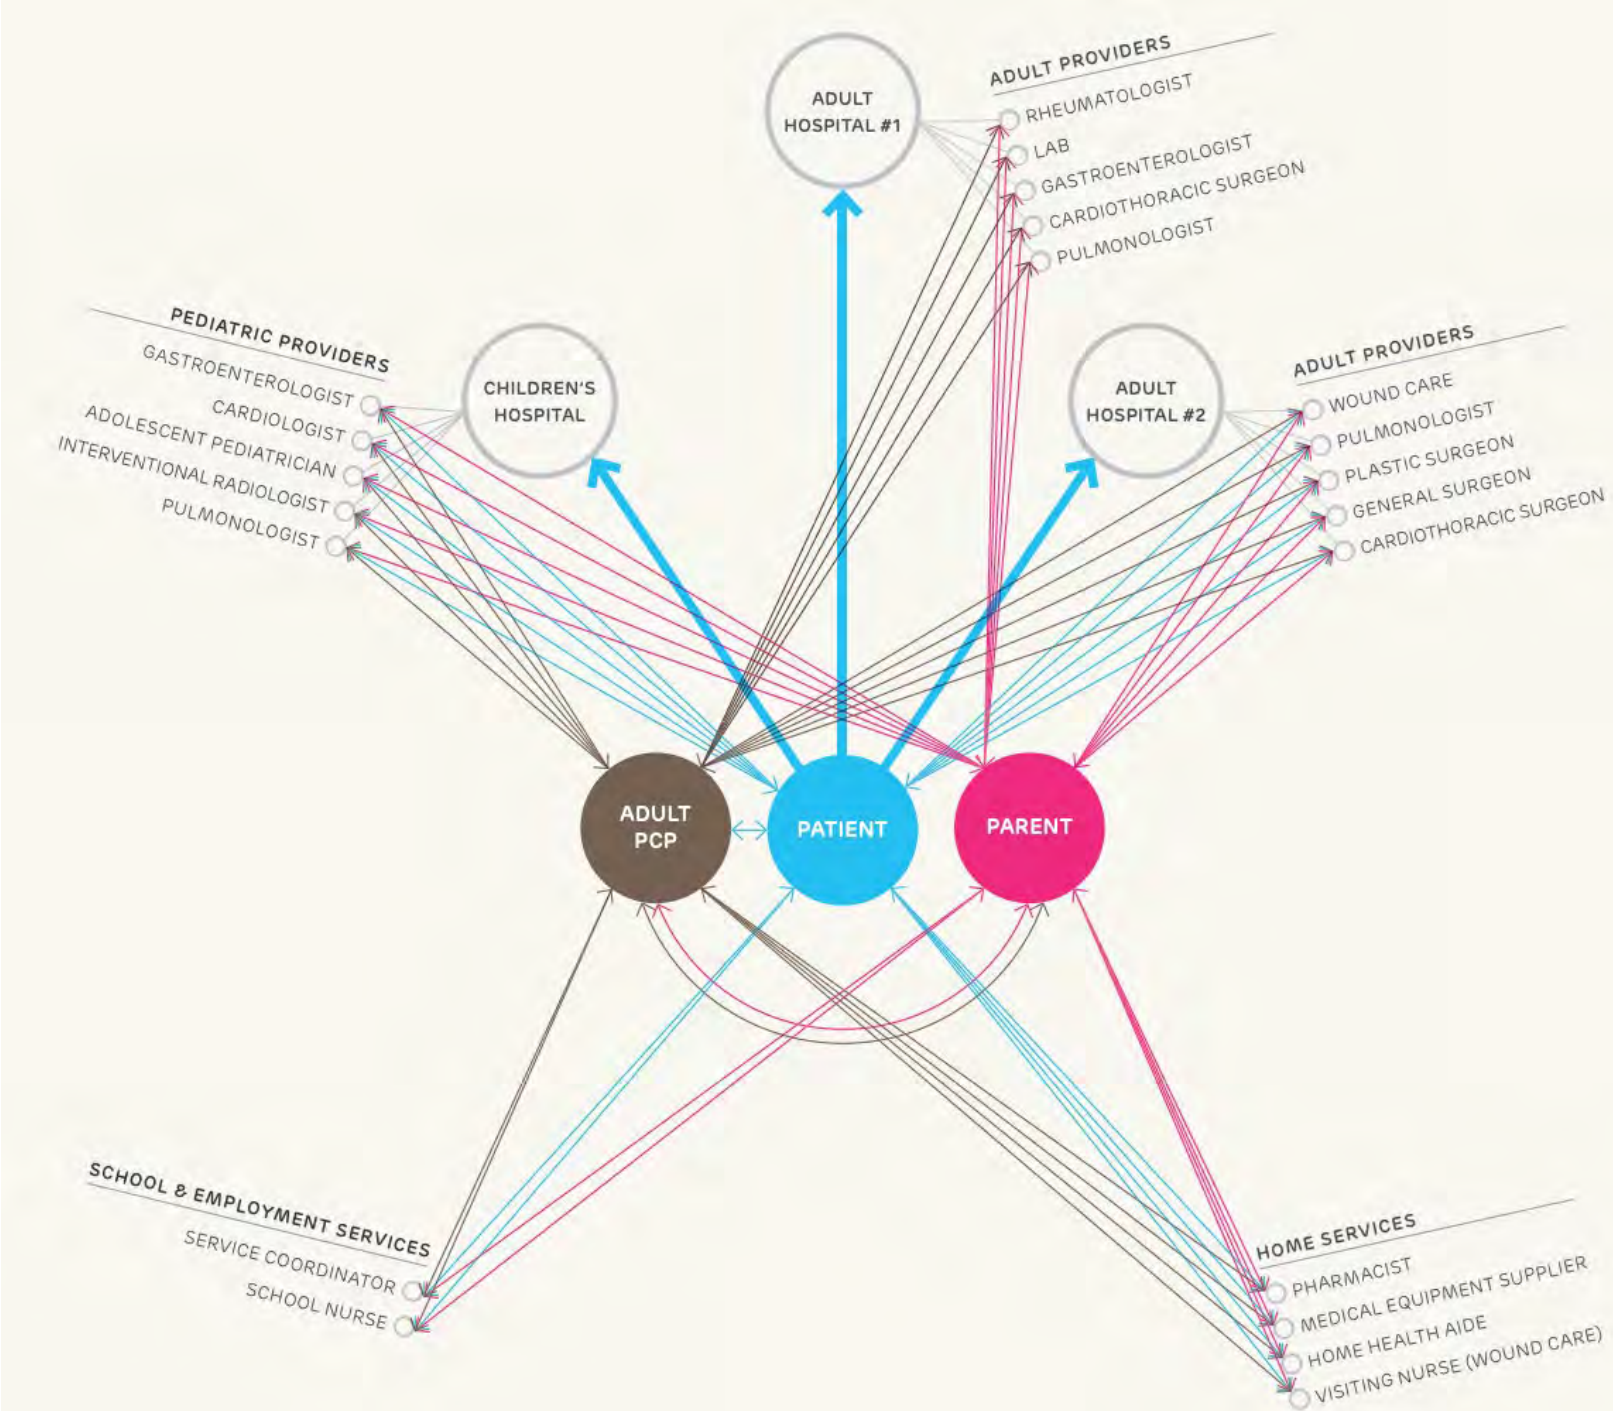 ADULT
HOSPITAL #1
ADULT PROVIDERS
RHEUMATOLOGIST
LAB
GASTROENTEROLOGIST
CARDIOTHORACIC SURGEON
PULMONOLOGIST
PEDIATRIC PROVIDERS
GASTROENTEROLOGIST
CARDIOLOGIST
ADOLESCENT PEDIATRICIAN
INTERVENTIONAL RADIOLOGIST
PULMONOLOGIST
CHILDREN'S
HOSPITAL
ADULT
HOSPITAL #2
ADULT PROVIDERS
WOUND CARE
PULMONOLOGIST
PLASTIC SURGEON
GENERAL SURGEON
CARDIOTHORACIC SURGEON
ADULT
PCP
PATIENT
PARENT
SCHOOL & EMPLOYMENT SERVICES
SERVICE COORDINATOR
SCHOOL NURSE
HOME SERVICES
PHARMACIST
MEDICAL EQUIPMENT SUPPLIER
HOME HEALTH AIDE
VISITING NURSE (WOUND CARE)